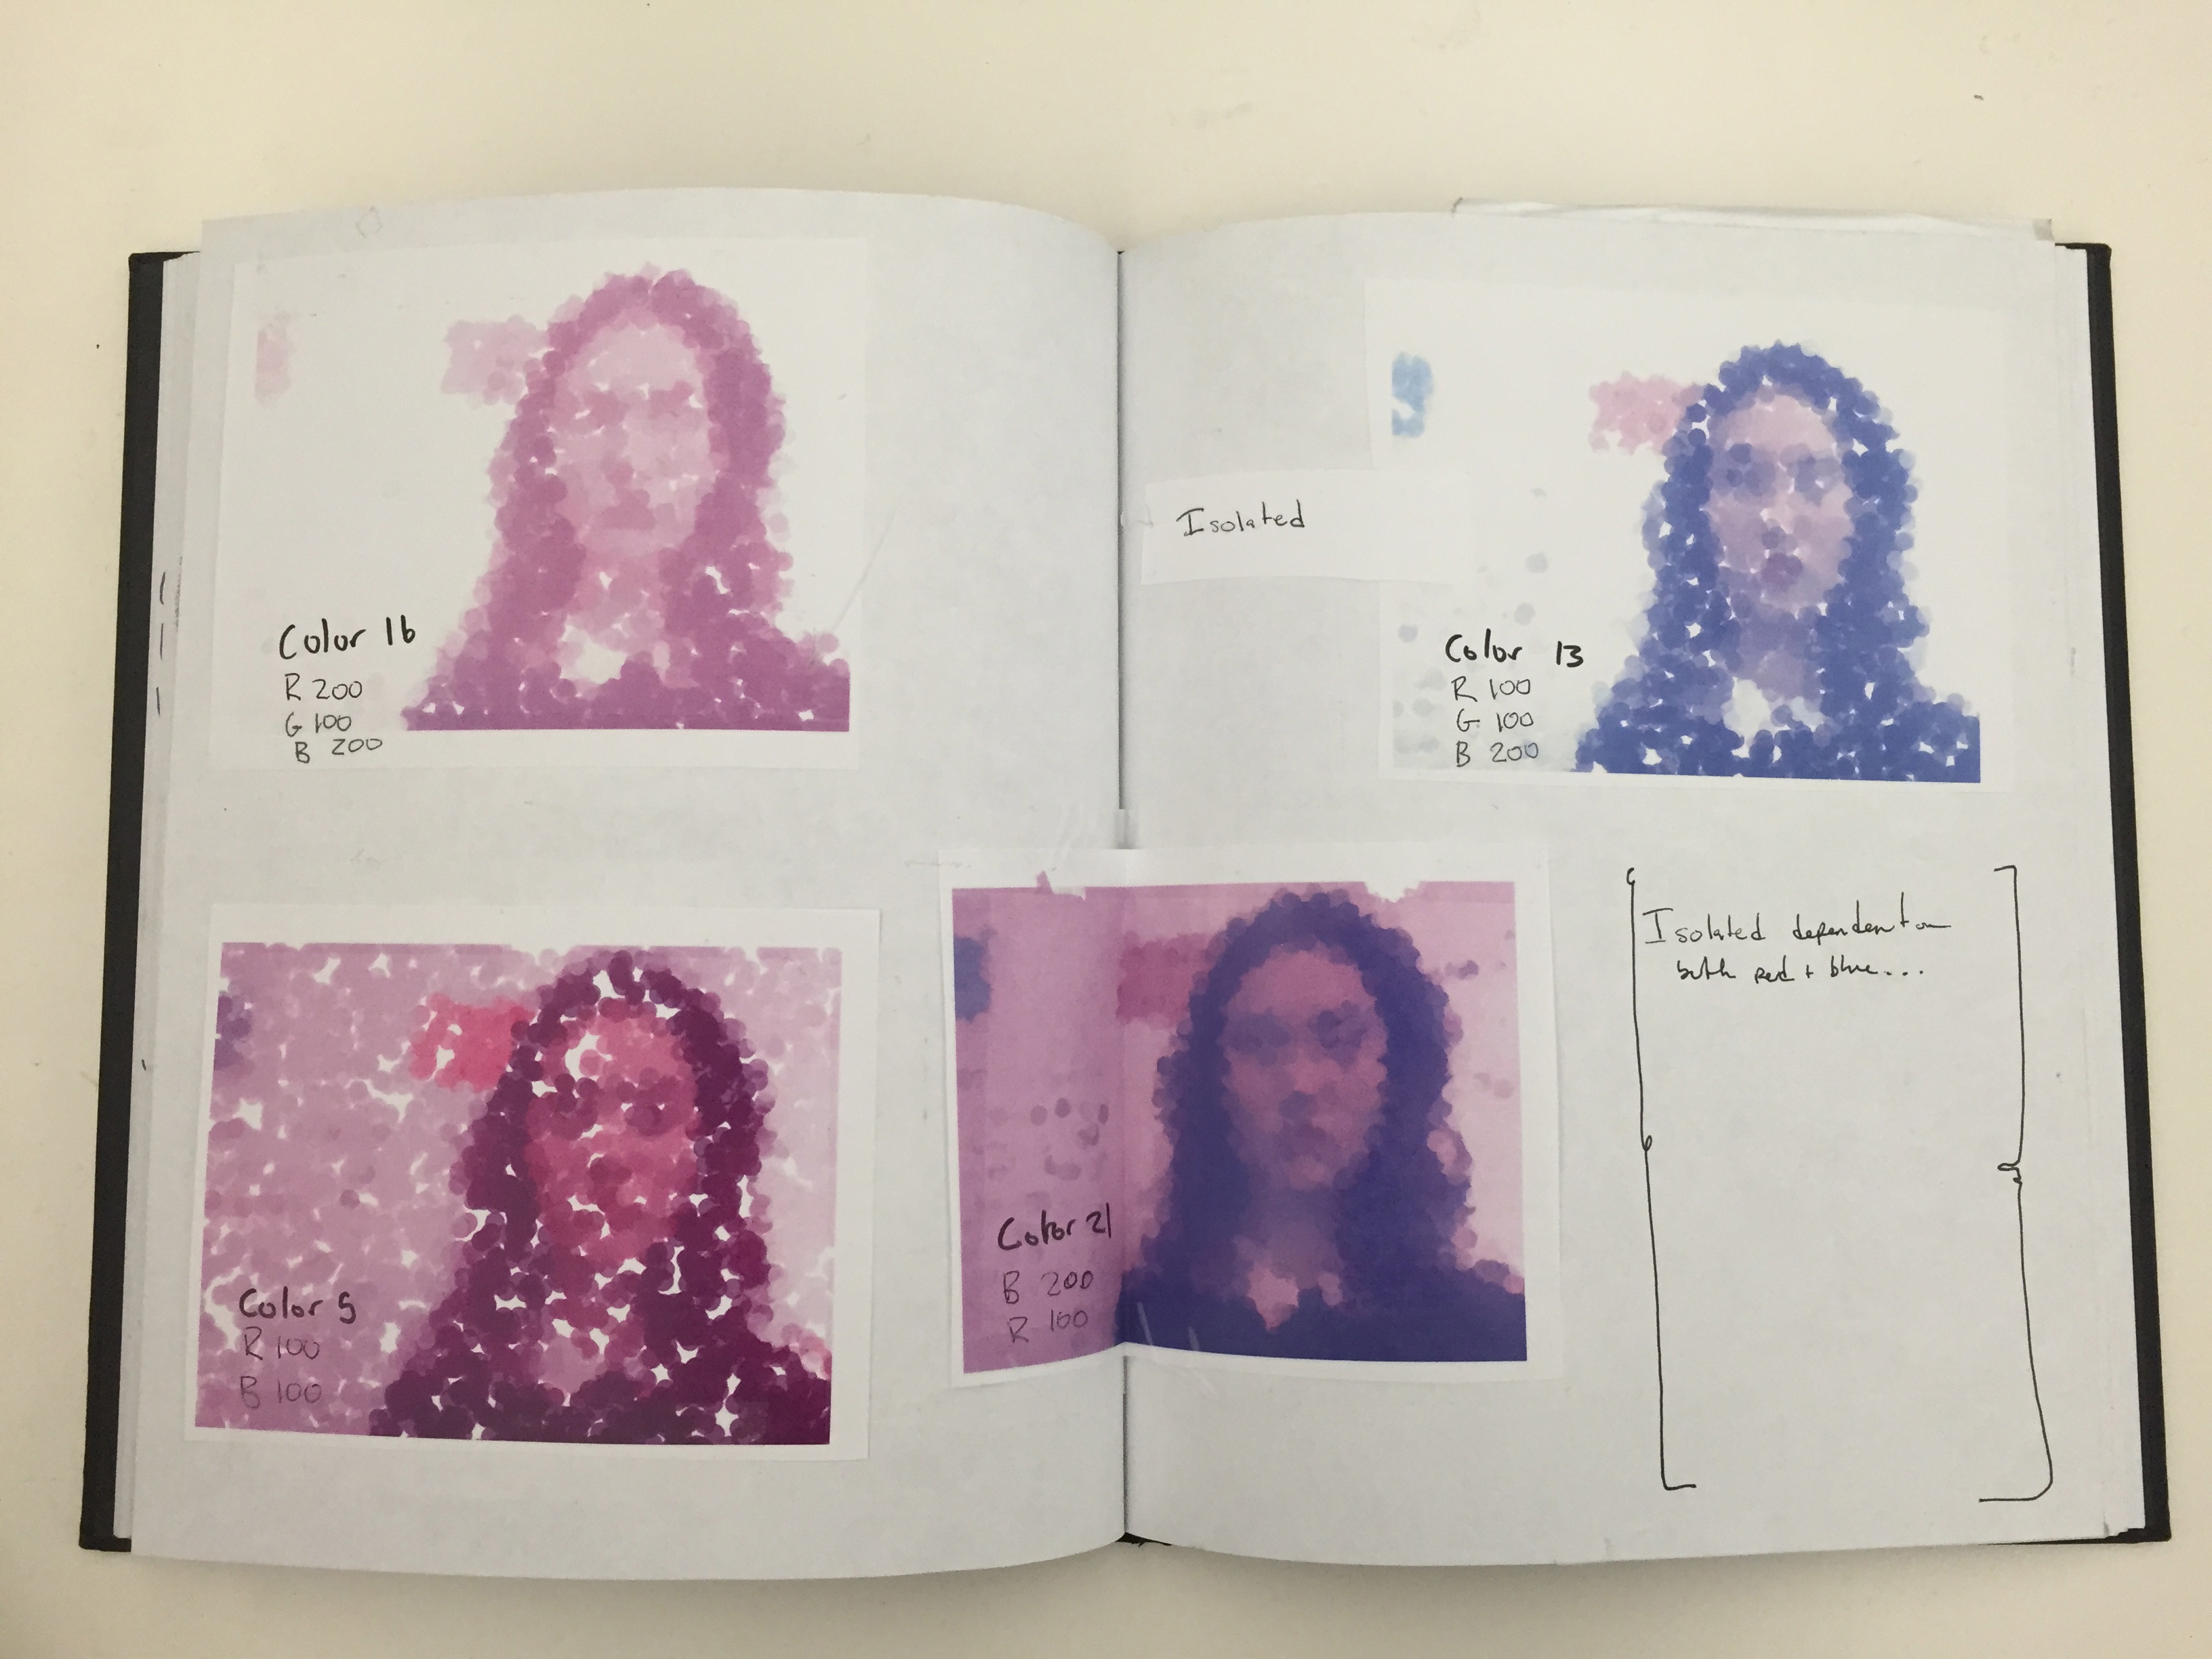 Color 16
R 200
G 100
B 200
Isolated
Color 13
R 100
G 100
B 200
Color 5
R 100
B 100
Color 21
B 200
R 100
Isolated dependent on
both red + blue...